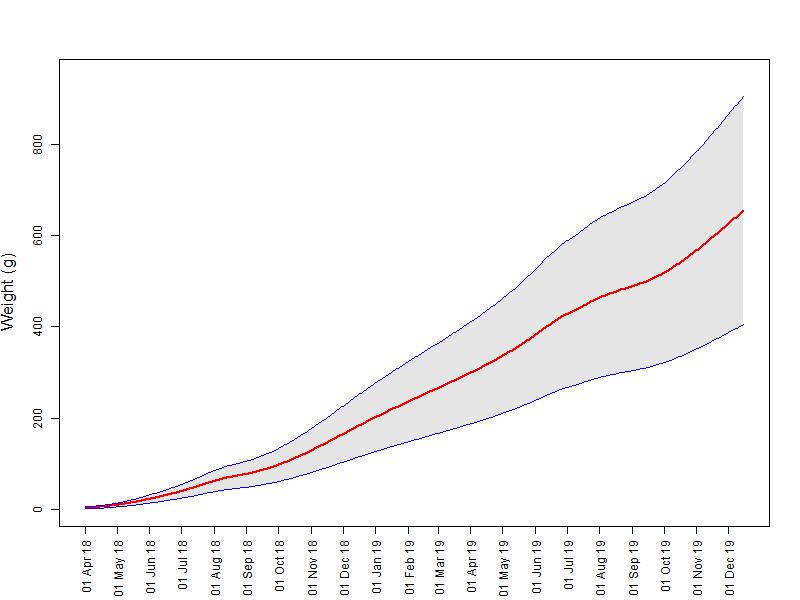 Weight (g)
800
600
400
200
0
01 Apr 18
01 May 18
01 Jun 18
01 Jul 18
01 Aug 18
01 Sep 18
01 Oct 18
01 Nov 18
01 Dec 18
01 Jan 19
01 Feb 19
01 Mar 19
01 Apr 19
01 May 19
01 Jun 19
01 Jul 19
01 Aug 19
01 Sep 19
01 Oct 19
01 Nov 19
01 Dec 19